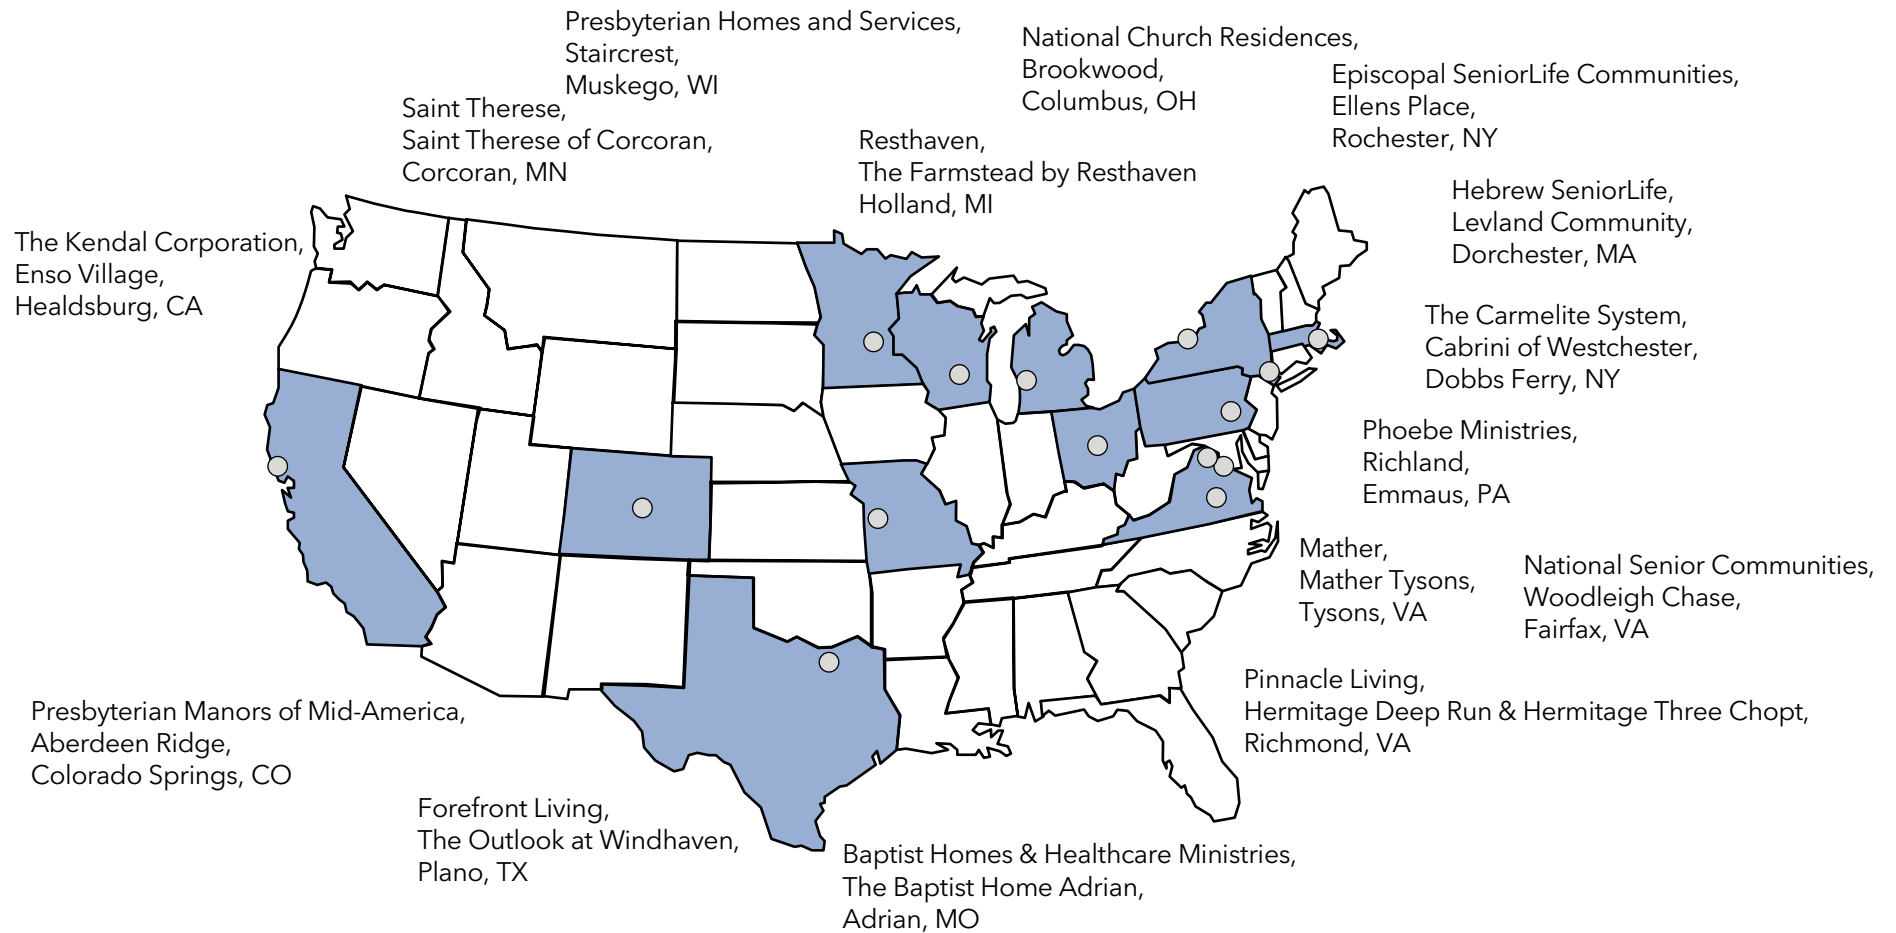 Presbyterian Homes and Services,
Staircrest,
Muskego, WI
National Church Residences,
Brookwood,
Columbus, OH
Episcopal SeniorLife Communities,
Ellens Place,
Rochester, NY
Saint Therese,
Saint Therese of Corcoran,
Corcoran, MN
Resthaven,
The Farmstead by Resthaven
Holland, MI
Hebrew SeniorLife,
Levland Community,
Dorchester, MA
The Kendal Corporation,
Enso Village,
Healdsburg, CA
The Carmelite System,
Cabrini of Westchester,
Dobbs Ferry, NY
Phoebe Ministries,
Richland,
Emmaus, PA
Mather,
Mather Tysons,
Tysons, VA
National Senior Communities,
Woodleigh Chase,
Fairfax, VA
Pinnacle Living,
Hermitage Deep Run & Hermitage Three Chopt,
Richmond, VA
Presbyterian Manors of Mid-America,
Aberdeen Ridge,
Colorado Springs, CO
Forefront Living,
The Outlook at Windhaven,
Plano, TX
Baptist Homes & Healthcare Ministries,
The Baptist Home Adrian,
Adrian, MO